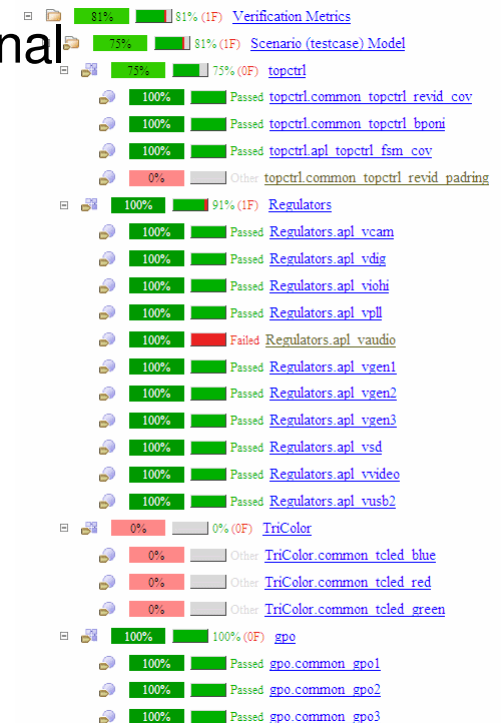 81% 81% (1F) Verification Metrics
nal
75% 81% (1F) Scenario (testcase) Model
75% 75% (0F) topctrl
100% Passed topctrl.common_topctrl_revid_cov
100% Passed topctrl.common_topctrl_bponi
100% Passed topctrl.apl_topctrl_fsm_cov
0% Other topctrl.common_topctrl_revid_padring
100% 91% (1F) Regulators
100% Passed Regulators.apl_vcam
100% Passed Regulators.apl_vdig
100% Passed Regulators.apl_viohi
100% Passed Regulators.apl_vpll
100% Failed Regulators.apl_vaudio
100% Passed Regulators.apl_vgen1
100% Passed Regulators.apl_vgen2
100% Passed Regulators.apl_vgen3
100% Passed Regulators.apl_vsd
100% Passed Regulators.apl_vvideo
100% Passed Regulators.apl_vusb2
0% 0% (0F) TriColor
0% Other TriColor.common_tcled_blue
0% Other TriColor.common_tcled_red
0% Other TriColor.common_tcled_green
100% 100% (0F) gpo
100% Passed gpo.common_gpo1
100% Passed gpo.common_gpo2
100% Passed gpo.common_gpo3